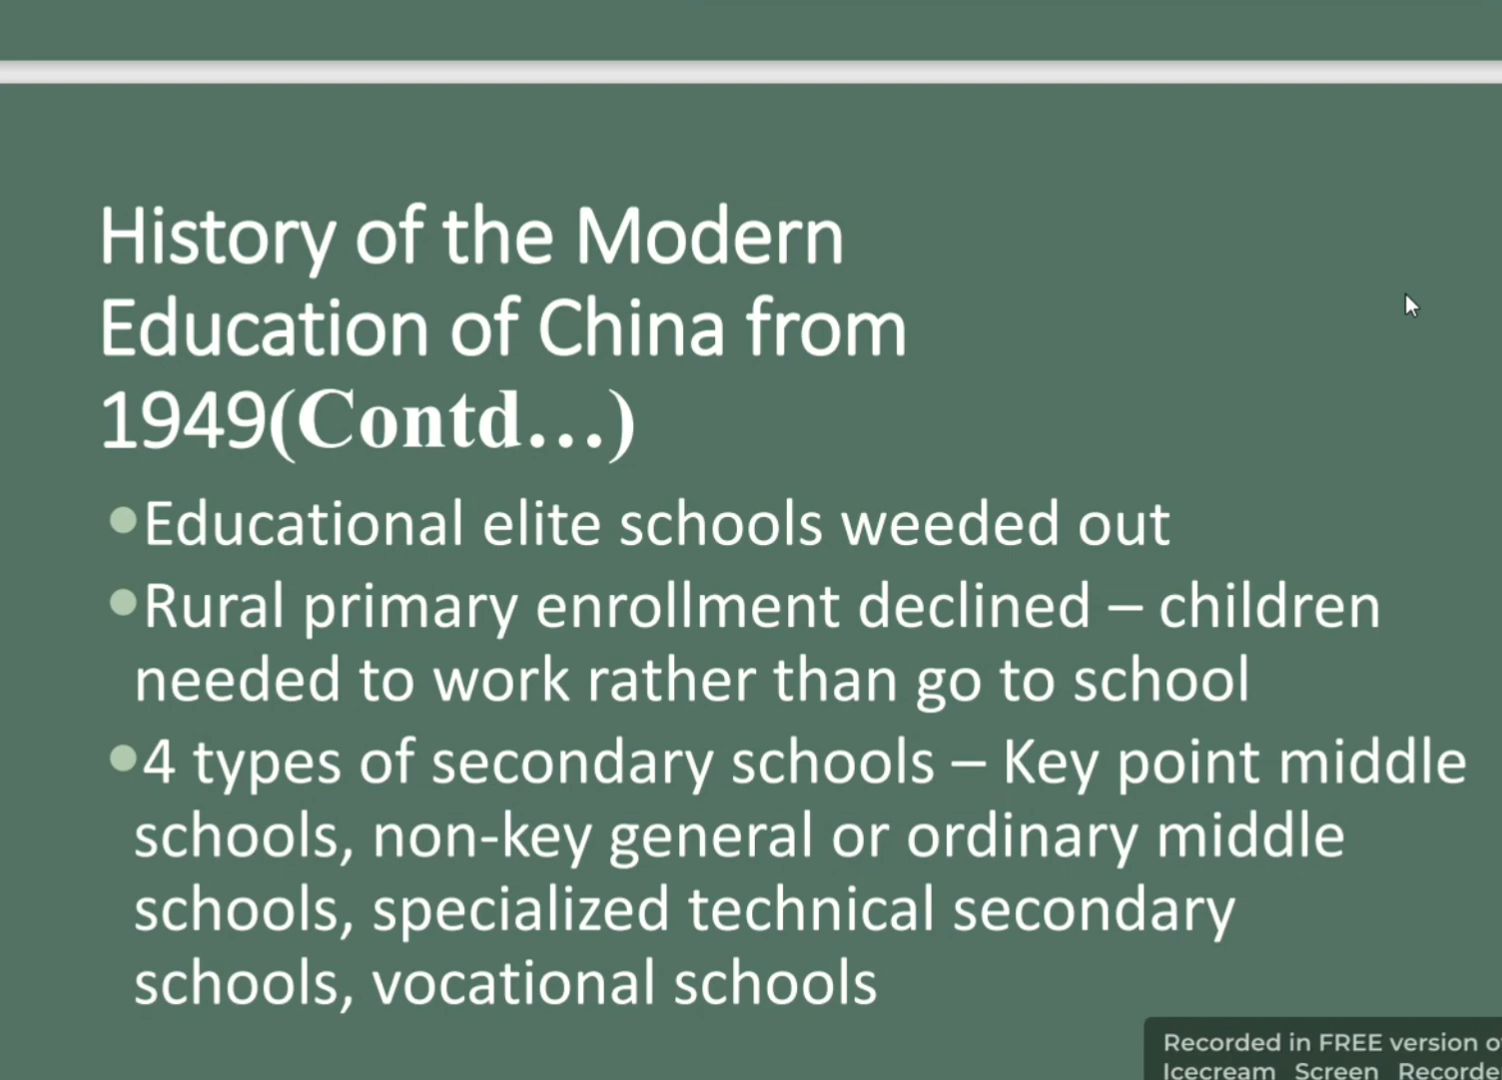 History of the Modern
Education of China from
1949(Contd...)
●Educational elite schools weeded out
●Rural primary enrollment declined – children
needed to work rather than go to school
●4 types of secondary schools – Key point middle
schools, non-key general or ordinary middle
schools, specialized technical secondary
schools, vocational schools
Recorded in FREE version
Icecream Screen